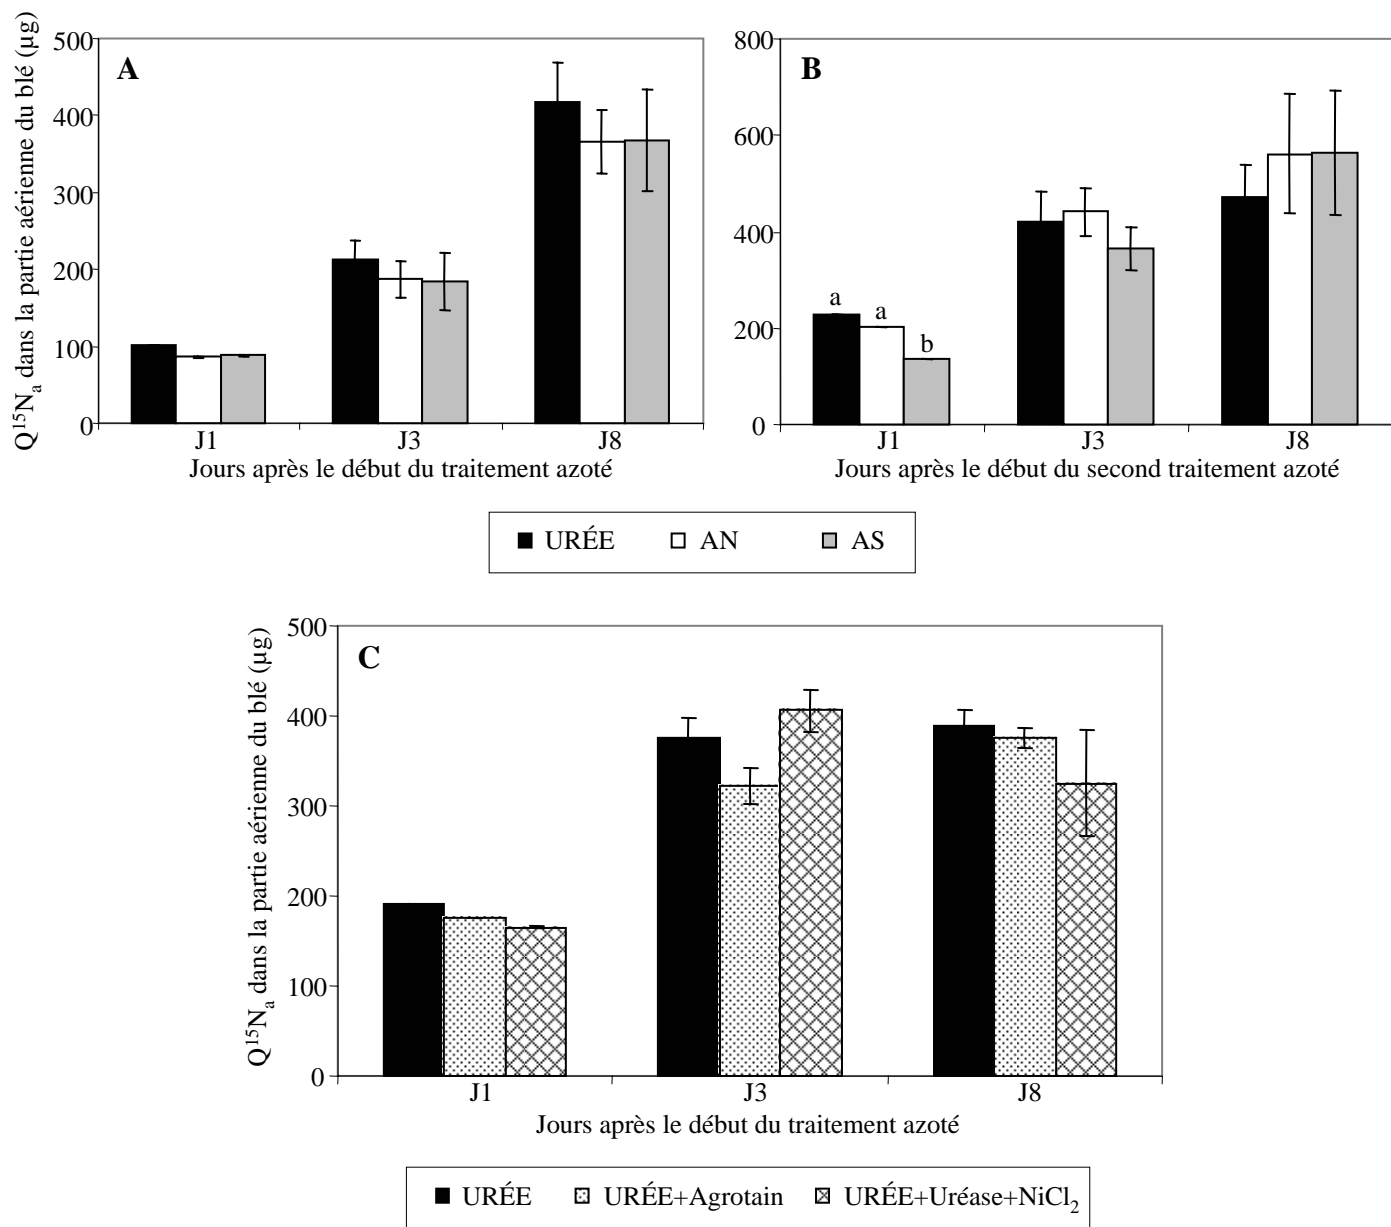 A
Q¹⁵Nₐ dans la partie aérienne du blé (µg)
500
400
300
200
100
0
J1 J3 J8
Jours après le début du traitement azoté
B
800
600
400
200
0
a a b
J1 J3 J8
Jours après le début du second traitement azoté
URÉE AN AS
C
Q¹⁵Nₐ dans la partie aérienne du blé (µg)
500
400
300
200
100
0
J1 J3 J8
Jours après le début du traitement azoté
URÉE URÉE+Agrotain URÉE+Uréase+NiCl₂